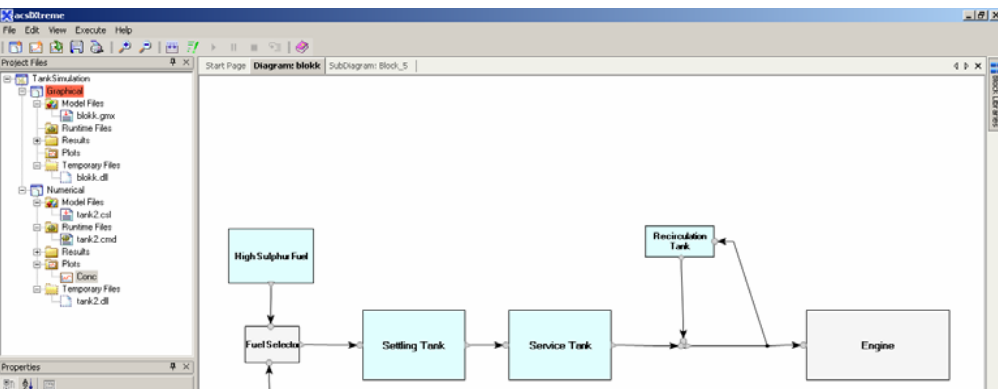 acslXtreme
File Edit View Execute Help
Project Files
Start Page Diagram: blokk SubDiagram: Block_5
TankSimulation
Graphical
Model Files
blokk.gmx
Runtime Files
Results
Plots
Temporary Files
blokk.dll
Numerical
Model Files
tank2.csl
Runtime Files
tank2.cmd
Results
Plots
Conc
Temporary Files
tank2.dll
Properties
Block Libraries
High Sulphur Fuel
Recirculation
Tank
Fuel Selector
Settling Tank
Service Tank
Engine